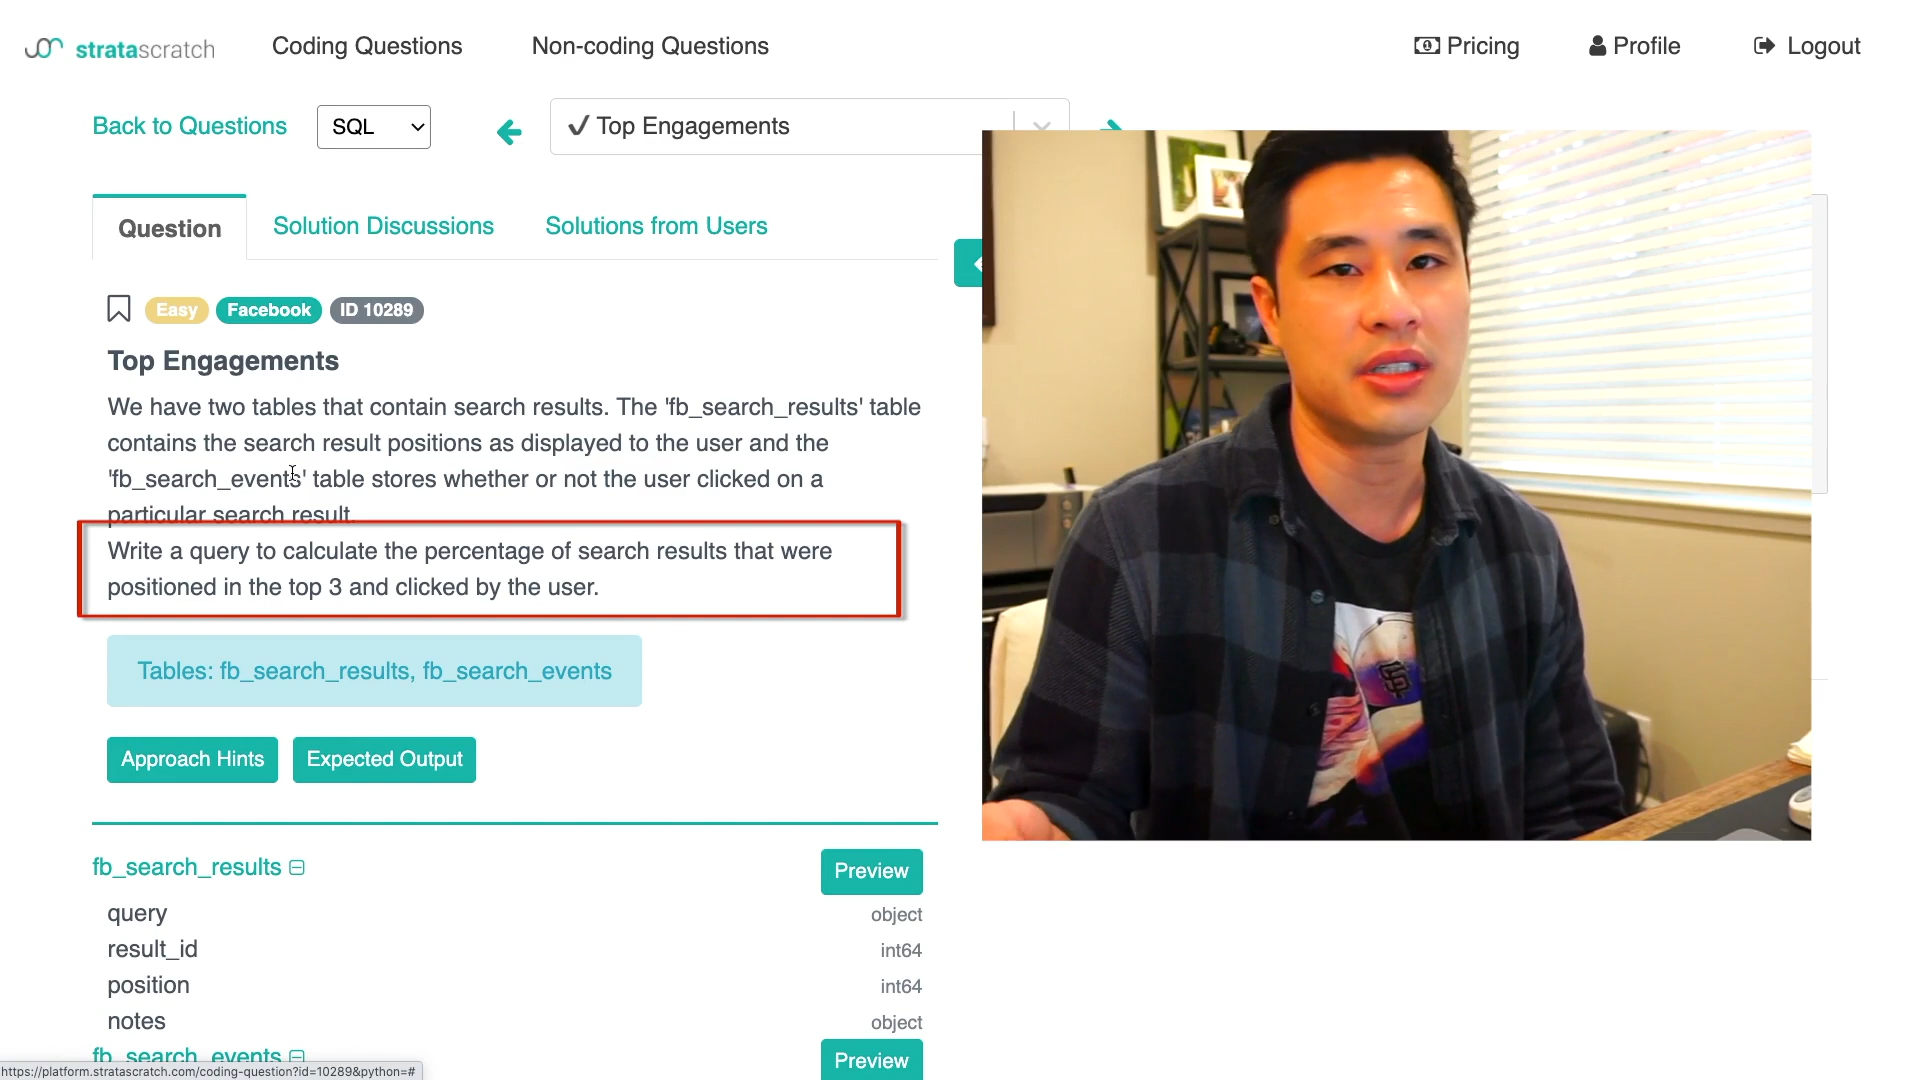 stratascratch
Coding Questions
Non-coding Questions
Pricing
Profile
Logout
Back to Questions
SQL
Top Engagements
Question
Solution Discussions
Solutions from Users
Easy
Facebook
ID 10289
Top Engagements
We have two tables that contain search results. The 'fb_search_results' table
contains the search result positions as displayed to the user and the
'fb_search_events' table stores whether or not the user clicked on a
particular search result.
Write a query to calculate the percentage of search results that were
positioned in the top 3 and clicked by the user.
Tables: fb_search_results, fb_search_events
Approach Hints
Expected Output
fb_search_results
Preview
query object
result_id int64
position int64
notes object
fb_search_events
Preview
https://platform.stratascratch.com/coding-question?id=10289&python=#
SF